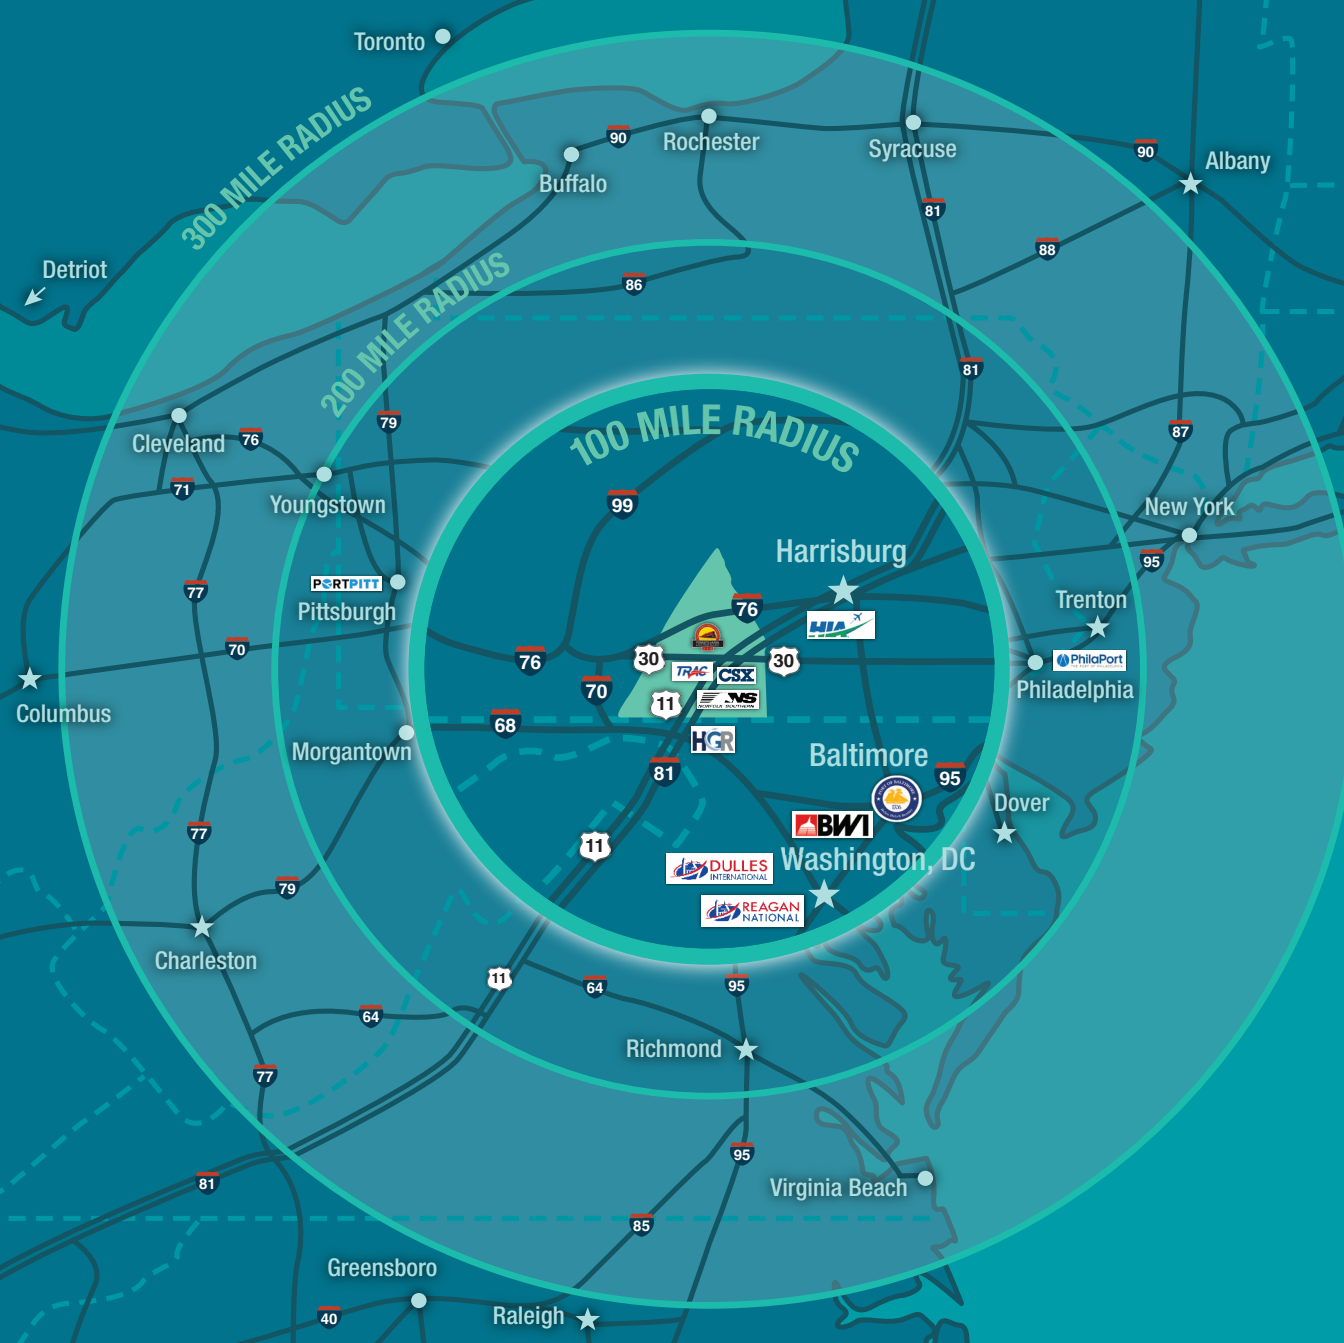 Toronto
300 MILE RADIUS
90
Rochester
Syracuse
90
Albany
Buffalo
81
88
Detriot
200 MILE RADIUS
86
81
79
100 MILE RADIUS
87
Cleveland
76
71
Youngstown
99
New York
Harrisburg
95
PORTPITT
77
Pittsburgh
76
Trenton
HIA
70
76
30
30
PhilaPort
Philadelphia
TRAC
CSX
70
11
NS
NORFOLK SOUTHERN
Columbus
68
HGR
Morgantown
Baltimore
81
95
Dover
77
BWI
11
DULLES
INTERNATIONAL
Washington, DC
79
REAGAN
NATIONAL
Charleston
11
64
95
64
Richmond
77
95
81
Virginia Beach
85
Greensboro
40
Raleigh